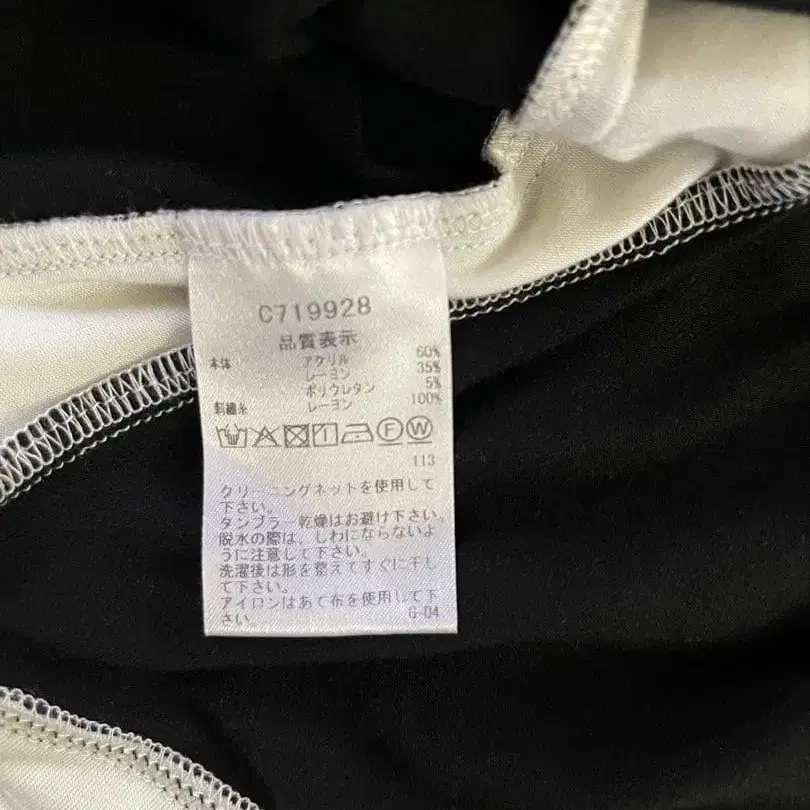 C719928
品質表示
本体 アクリル 60%
レーヨン 35%
ポリウレタン 5%
刺繍糸 レーヨン 100%
F W
113
クリーニングネットを使用して
下さい。
タンブラー乾燥はお避け下さい。
脱水の際は、しわにならないよ
うに注意して下さい。
洗濯後は形を整えてすぐに干し
て下さい。
アイロンはあて布を使用して下
さい。 G-04